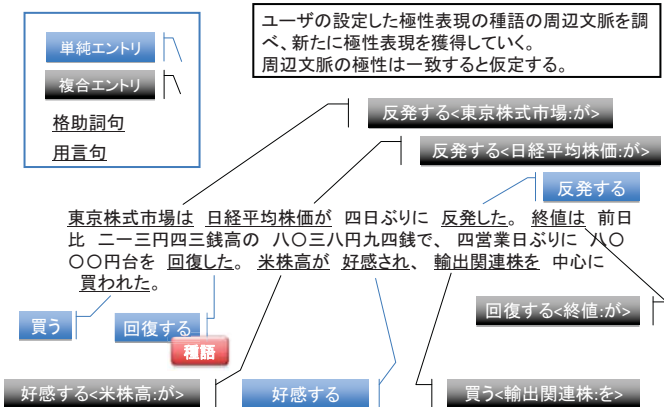 ユーザの設定した極性表現の種語の周辺文脈を調
べ、新たに極性表現を獲得していく。
周辺文脈の極性は一致すると仮定する。
単純エントリ
複合エントリ
格助詞句
用言句
反発する<東京株式市場:が>
反発する<日経平均株価:が>
反発する
東京株式市場は 日経平均株価が 四日ぶりに 反発した。 終値は 前日
比 二一三円四三銭高の 八〇三八円九四銭で、 四営業日ぶりに 八〇
〇〇円台を 回復した。 米株高が 好感され、 輸出関連株を 中心に
買われた。
回復する<終値:が>
買う
回復する
種語
好感する<米株高:が>
好感する
買う<輸出関連株:を>